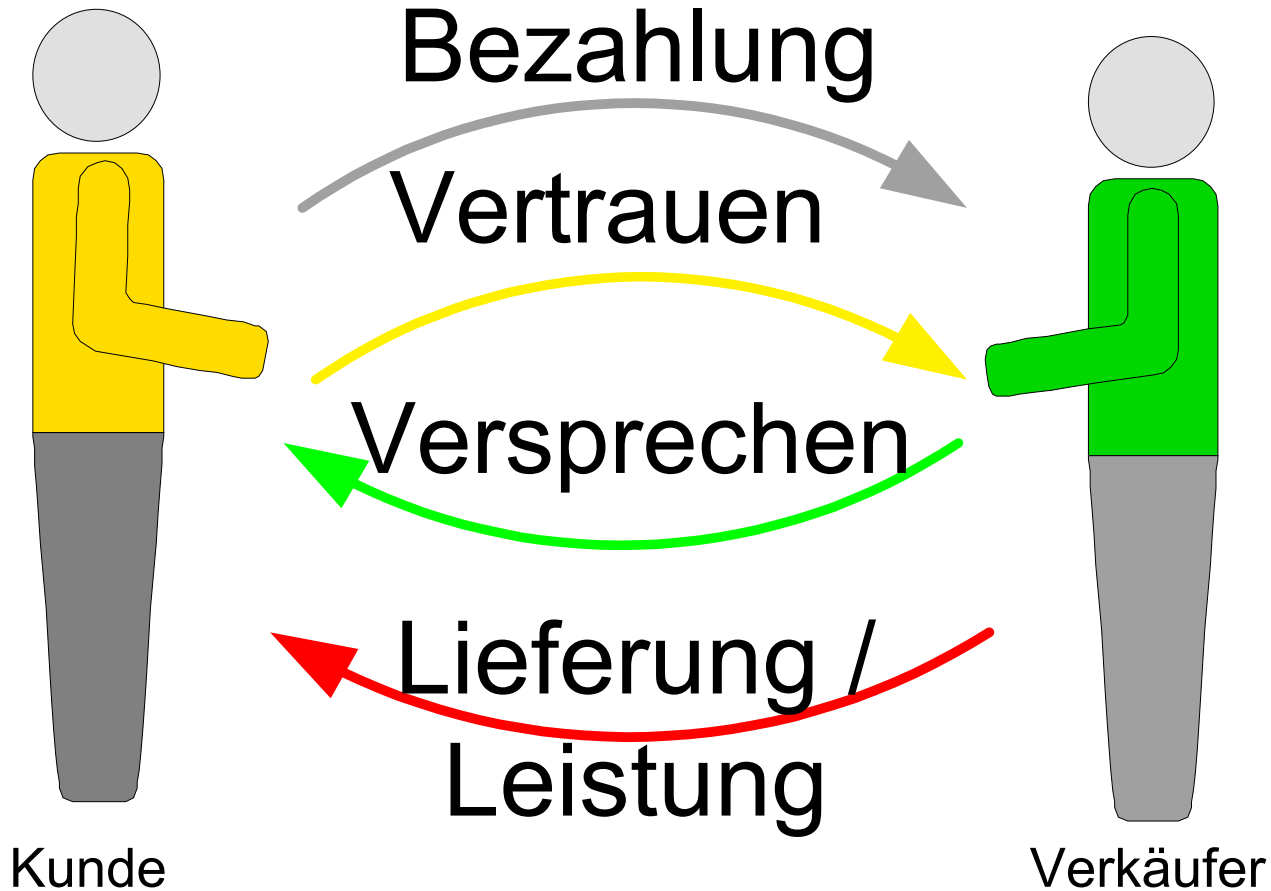 Bezahlung
Vertrauen
Versprechen
Lieferung /
Leistung
Kunde
Verkäufer